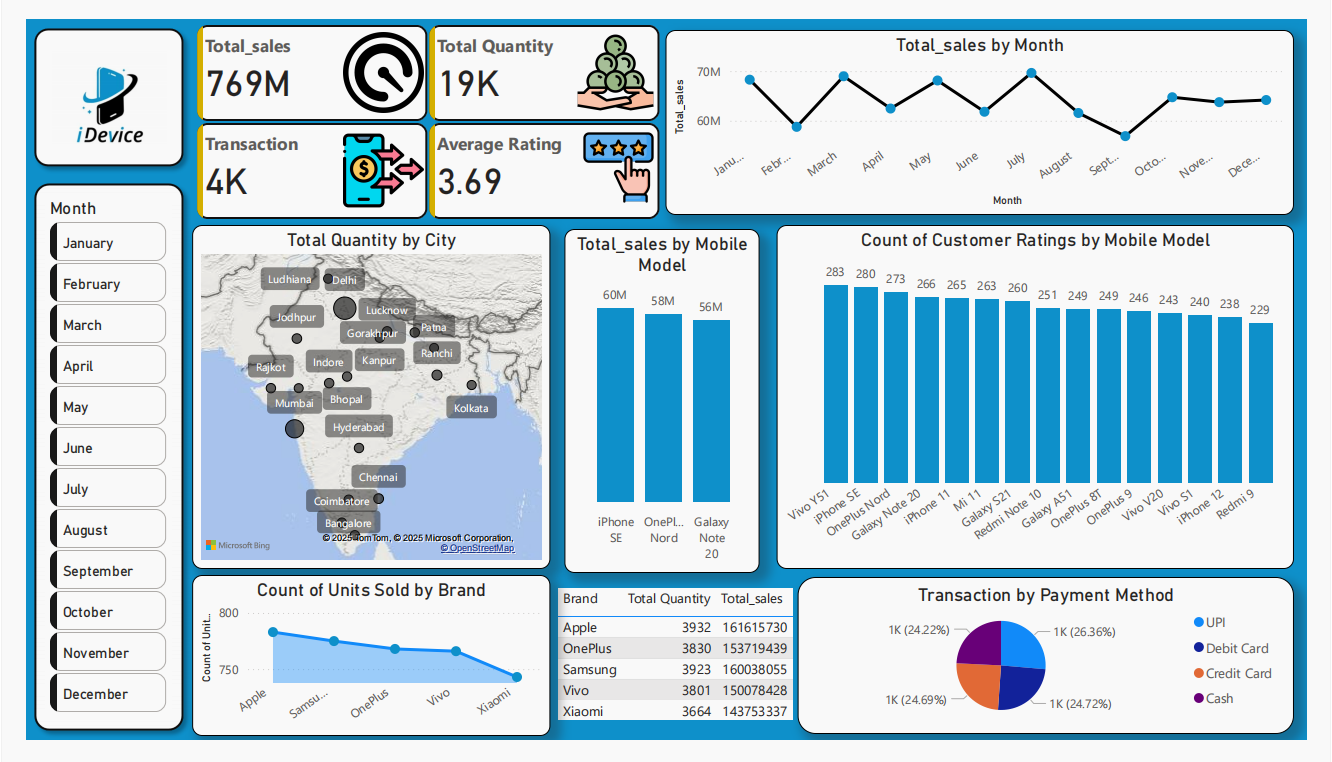 iDevice
Month
January
February
March
April
May
June
July
August
September
October
November
December
Total_sales
769M
Total Quantity
19K
Transaction
4K
Average Rating
3.69
Total_sales by Month
Total_sales
70M
60M
Janu...
Febr...
March
April
May
June
July
August
Sept...
Octo...
Nove...
Dece...
Month
Total Quantity by City
Ludhiana
Delhi
Jodhpur
Lucknow
Gorakhpur
Patna
Rajkot
Indore
Kanpur
Ranchi
Mumbai
Bhopal
Kolkata
Hyderabad
Chennai
Coimbatore
Bangalore
Microsoft Bing
© 2025 TomTom, © 2025 Microsoft Corporation,
© OpenStreetMap
Total_sales by Mobile
Model
60M
58M
56M
iPhone
SE
OnePl...
Nord
Galaxy
Note
20
Count of Customer Ratings by Mobile Model
283 280 273 266 265 263 260 251 249 249 246 243 240 238 229
Vivo Y51
iPhone SE
OnePlus Nord
Galaxy Note 20
iPhone 11
Mi 11
Galaxy S21
Redmi Note 10
Galaxy A51
OnePlus 8T
OnePlus 9
Vivo V20
Vivo S1
iPhone 12
Redmi 9
Count of Units Sold by Brand
Count of Unit...
800
750
Apple
Samsu...
OnePlus
Vivo
Xiaomi
Brand Total Quantity Total_sales
Apple 3932 161615730
OnePlus 3830 153719439
Samsung 3923 160038055
Vivo 3801 150078428
Xiaomi 3664 143753337
Transaction by Payment Method
1K (24.22%)
1K (26.36%)
1K (24.69%)
1K (24.72%)
UPI
Debit Card
Credit Card
Cash